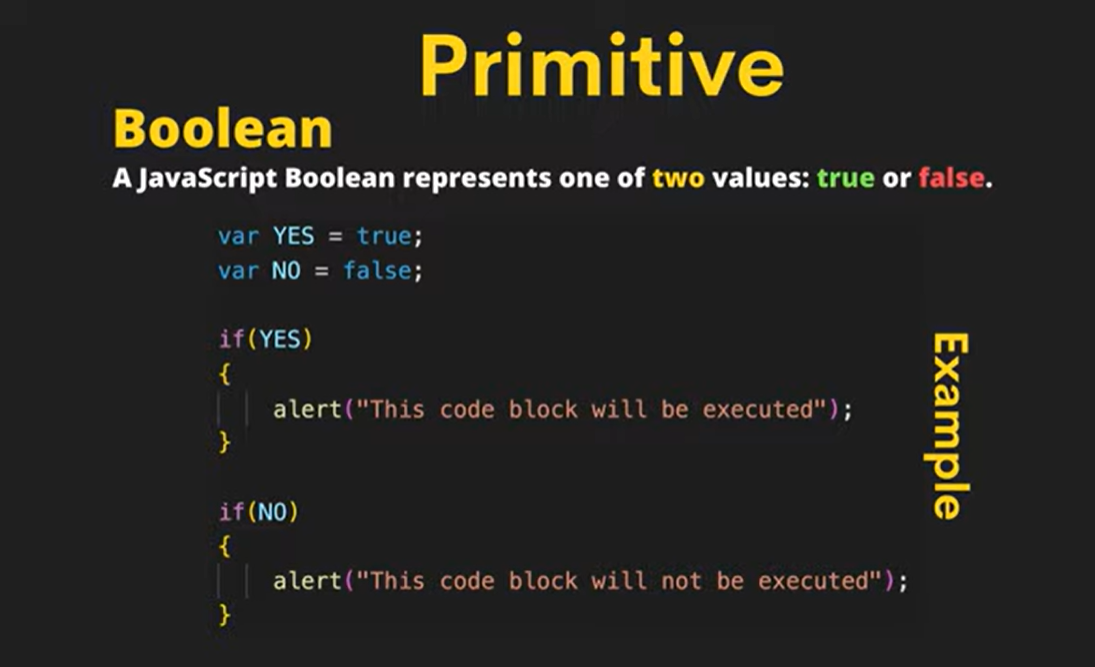 Primitive
Boolean
A JavaScript Boolean represents one of two values: true or false.
var YES = true;
var NO = false;
if(YES)
{
alert("This code block will be executed");
}
if(NO)
{
alert("This code block will not be executed");
}
Example